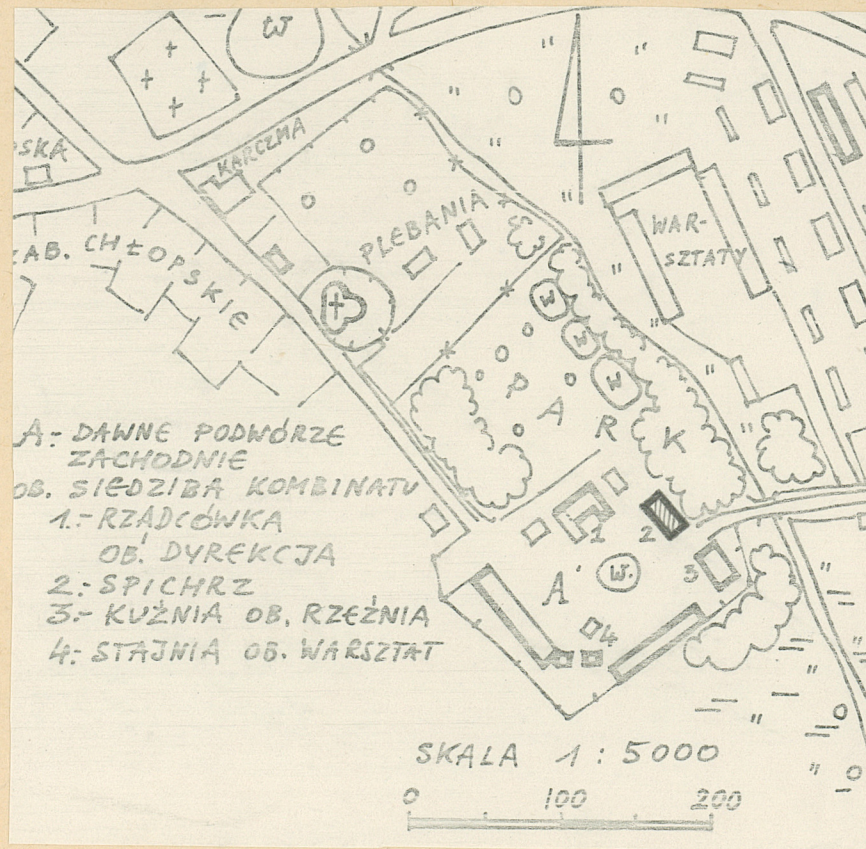 W
SKA
KARCZMA
ZAB. CHŁOPSKIE
PLEBANIA
WAR-
SZTATY
W
W
W
PARK
A - DAWNE PODWÓRZE
ZACHODNIE
OB. SIEDZIBA KOMBINATU
1.- RZĄDCÓWKA
OB. DYREKCJA
2.- SPICHRZ
3.- KUŹNIA OB. RZEŹNIA
4.- STAJNIA OB. WARSZTAT
1
2
3
A
W.
4
SKALA 1 : 5000
0 100 200